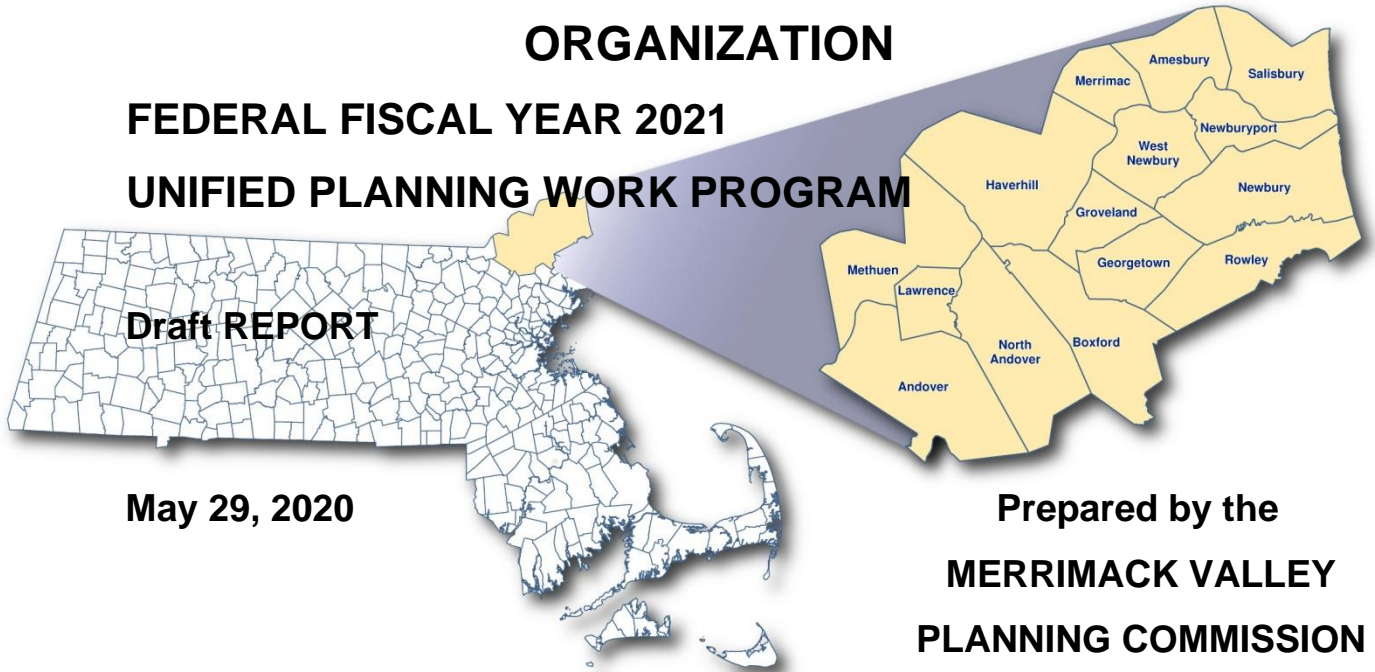 ORGANIZATION
FEDERAL FISCAL YEAR 2021
UNIFIED PLANNING WORK PROGRAM
Draft REPORT
May 29, 2020
Prepared by the
MERRIMACK VALLEY
PLANNING COMMISSION
Amesbury
Salisbury
Merrimac
Newburyport
West
Newbury
Haverhill
Newbury
Groveland
Georgetown
Rowley
Methuen
Lawrence
North
Andover
Boxford
Andover